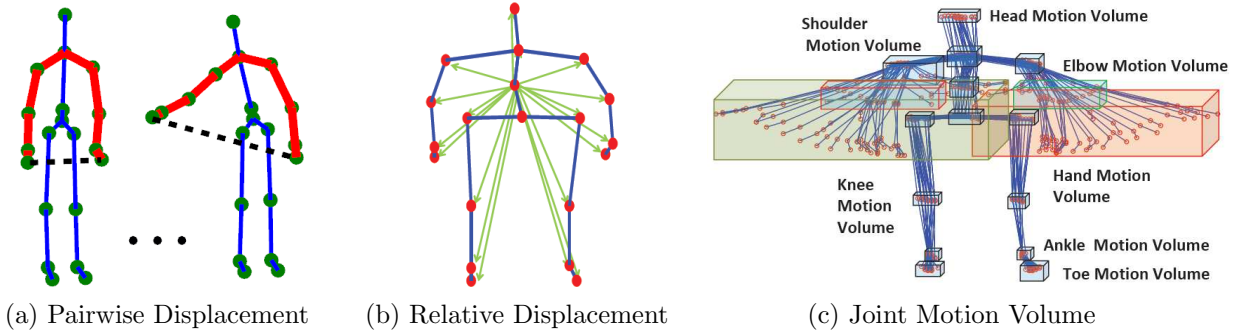 Shoulder
Motion Volume
Head Motion Volume
Elbow Motion Volume
Knee
Motion
Volume
Hand Motion
Volume
Ankle Motion Volume
Toe Motion Volume
(a) Pairwise Displacement
(b) Relative Displacement
(c) Joint Motion Volume